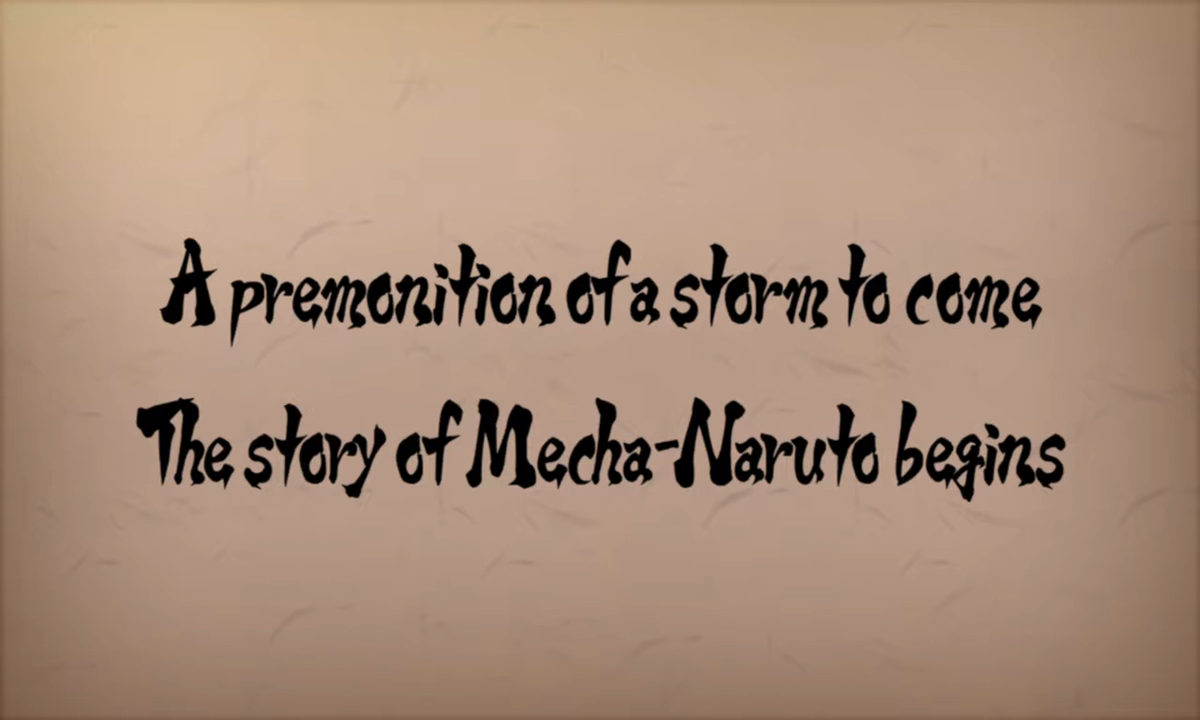 A premonition of a storm to come
The story of Mecha-Naruto begins